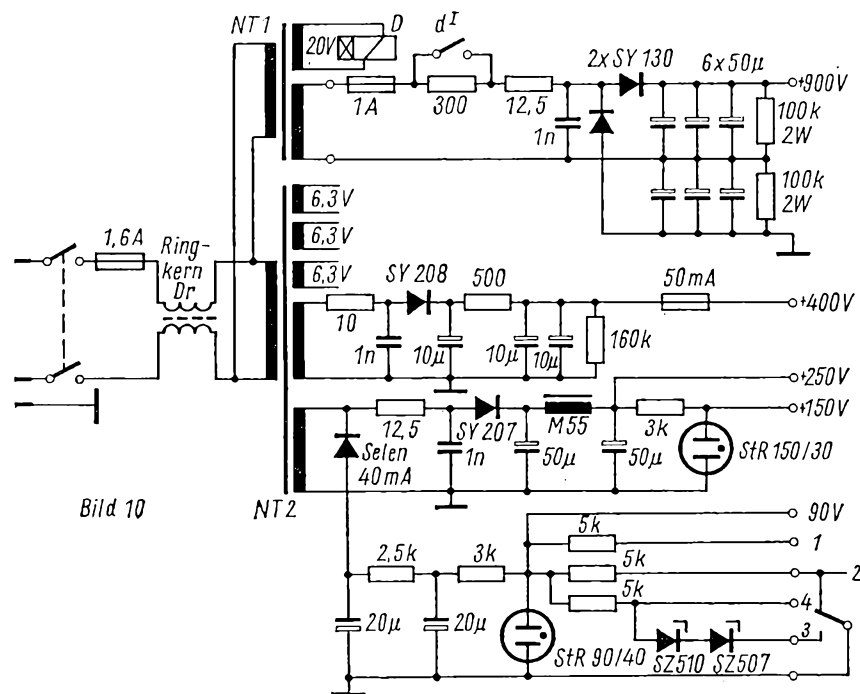 NT1
20V
D
d I
2x SY 130
6x50μ
+900V
1A
300
12,5
1n
100k
2W
100k
2W
6,3V
6,3V
6,3V
1,6A
Ring-
kern
Dr
SY 208
500
50mA
+400V
10
1n
10μ
10μ
10μ
160k
+250V
+150V
12,5
SY 207
M55
3k
StR 150/30
Selen
40mA
1n
50μ
50μ
Bild 10
NT2
90V
5k
1
2,5k
3k
5k
2
5k
4
3
20μ
20μ
StR 90/40
SZ510
SZ507